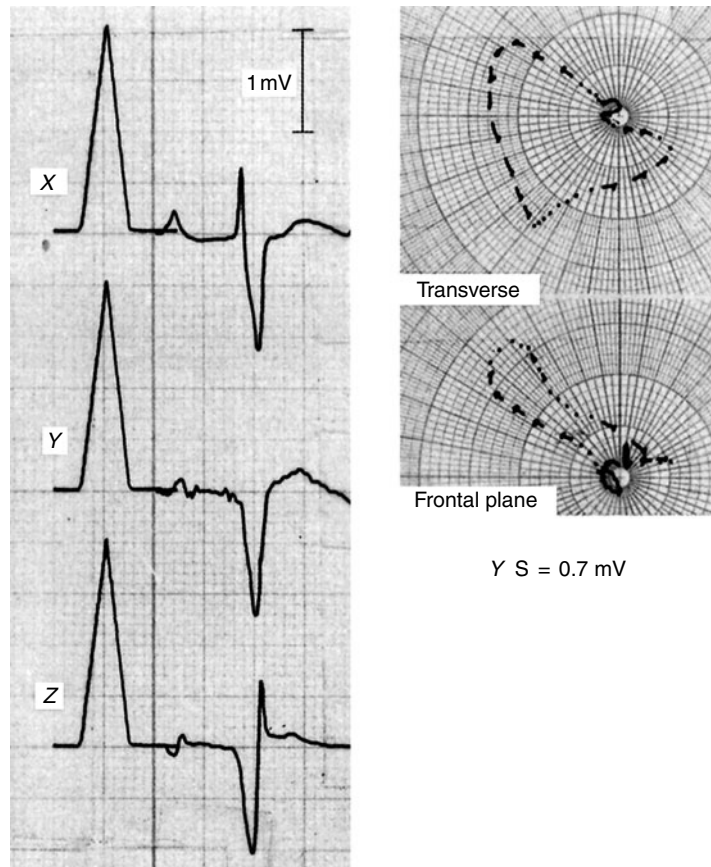 1 mV
X
Transverse
Y
Frontal plane
Y S = 0.7 mV
Z